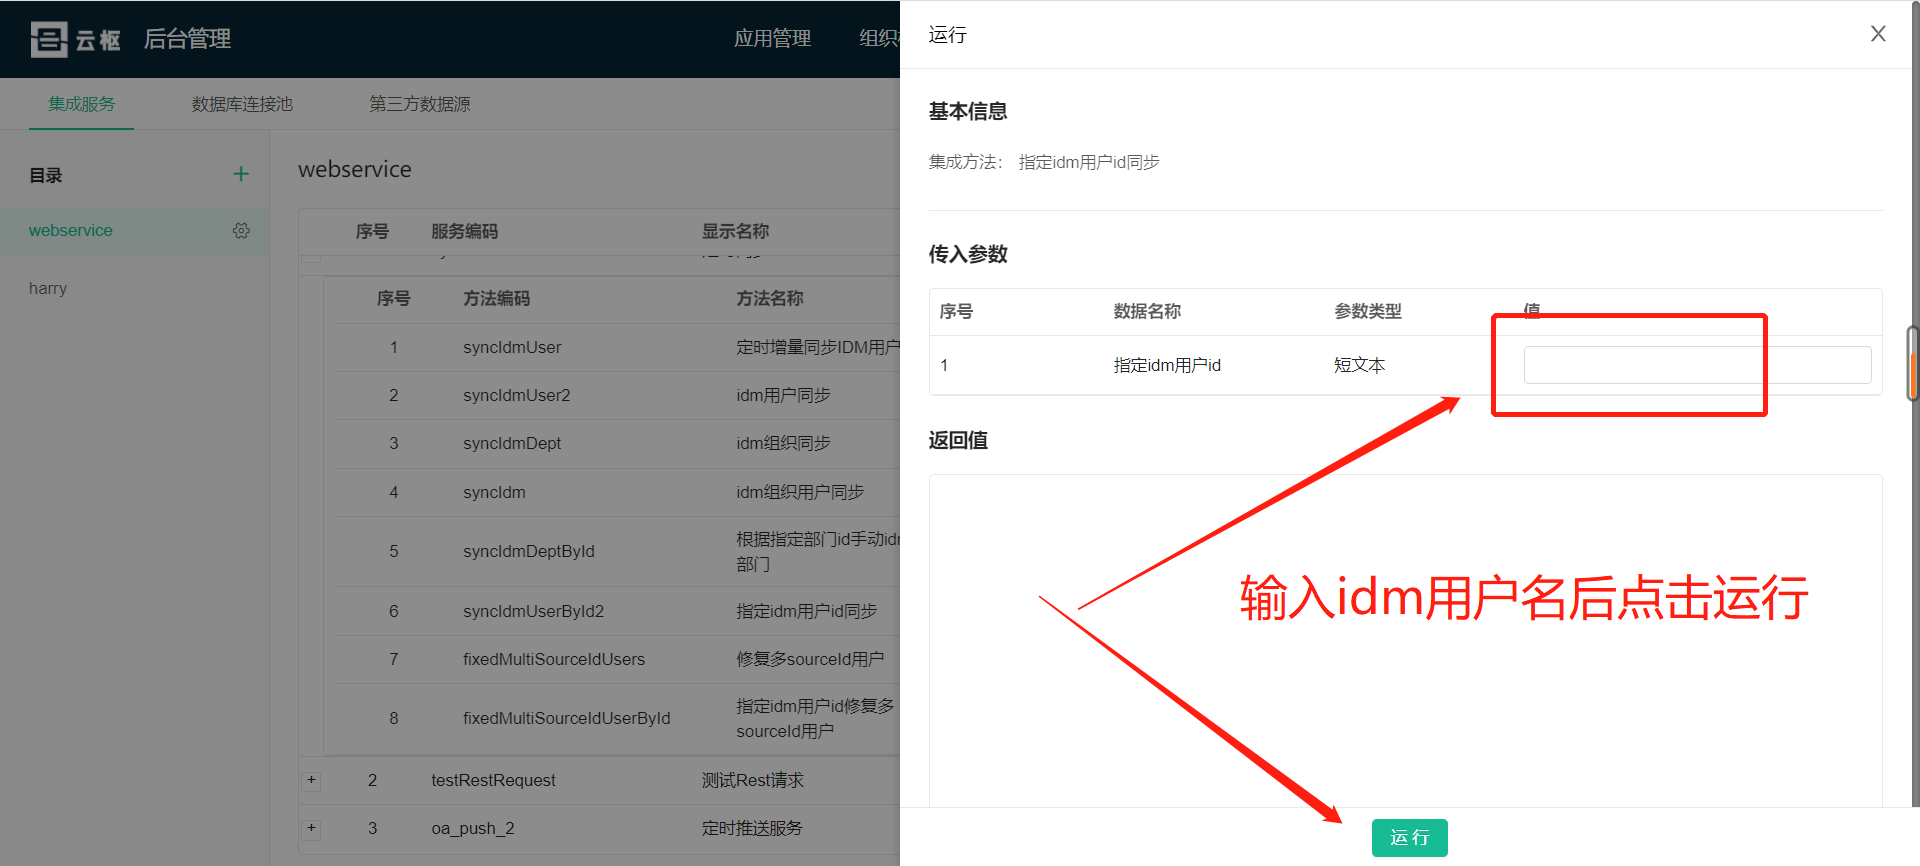 云枢 后台管理 应用管理 组织
集成服务 数据库连接池 第三方数据源
目录 +
webservice
harry
webservice
序号 服务编码 显示名称
序号 方法编码 方法名称
1 syncIdmUser 定时增量同步IDM用户
2 syncIdmUser2 idm用户同步
3 syncIdmDept idm组织同步
4 syncIdm idm组织用户同步
5 syncIdmDeptById 根据指定部门id手动id
部门
6 syncIdmUserById2 指定idm用户id同步
7 fixedMultiSourceIdUsers 修复多sourceId用户
8 fixedMultiSourceIdUserById 指定idm用户id修复多
sourceId用户
+ 2 testRestRequest 测试Rest请求
+ 3 oa_push_2 定时推送服务
运行 X
基本信息
集成方法： 指定idm用户id同步
传入参数
序号 数据名称 参数类型 值
1 指定idm用户id 短文本
返回值
输入idm用户名后点击运行
运行